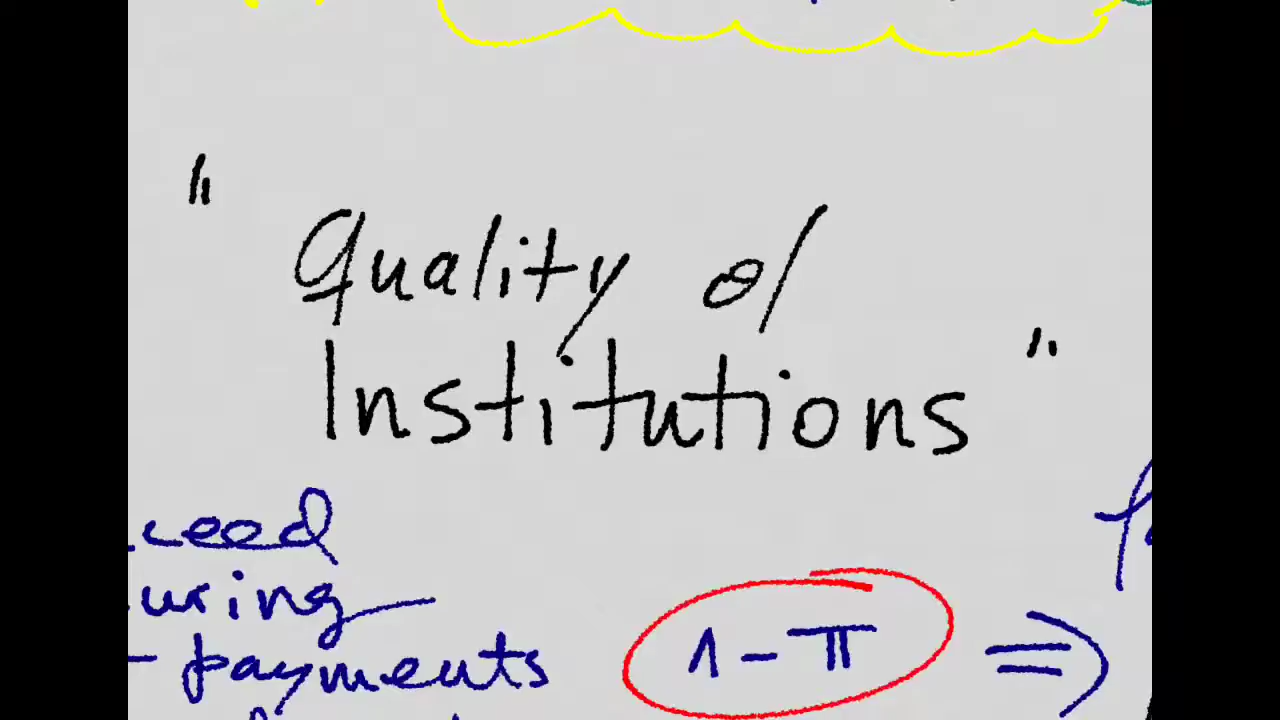 "Quality of
Institutions"
ceed
uring
- payments
1 - π ⇒